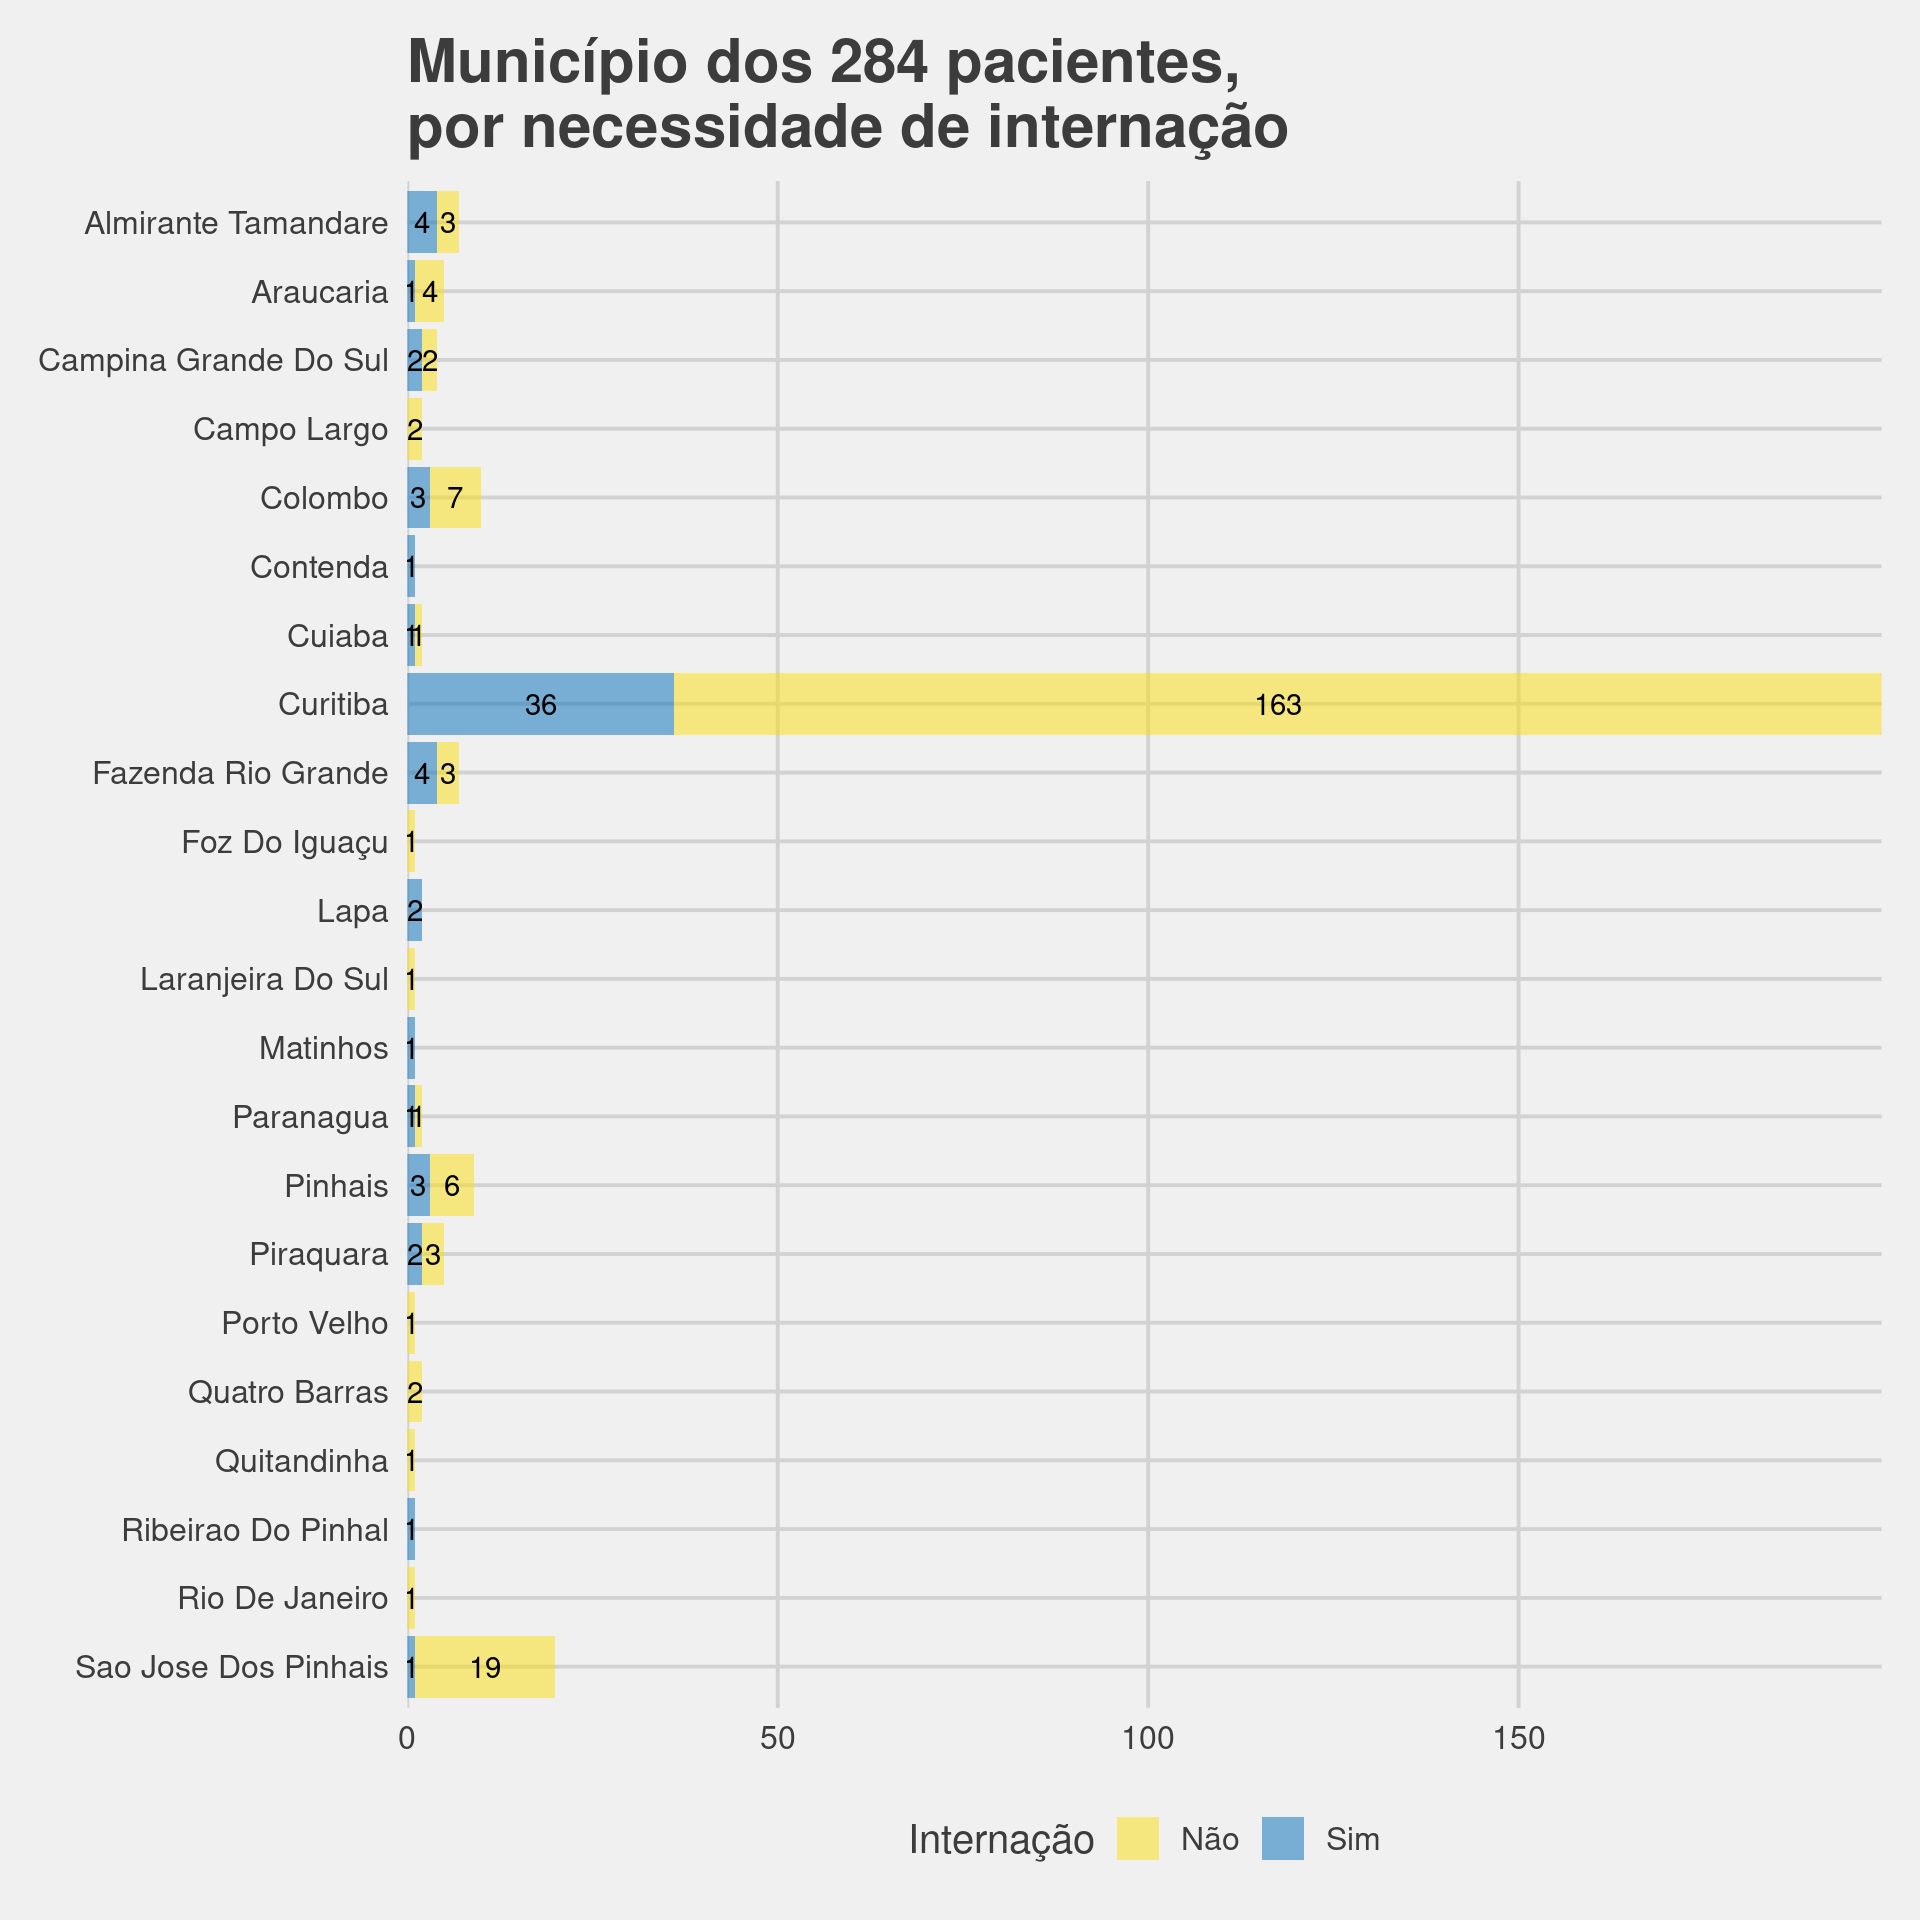 Município dos 284 pacientes,
por necessidade de internação
Almirante Tamandare 4 3
Araucaria 1 4
Campina Grande Do Sul 2 2
Campo Largo 2
Colombo 3 7
Contenda 1
Cuiaba 1 1
Curitiba 36 163
Fazenda Rio Grande 4 3
Foz Do Iguaçu 1
Lapa 2
Laranjeira Do Sul 1
Matinhos 1
Paranagua 1 1
Pinhais 3 6
Piraquara 2 3
Porto Velho 1
Quatro Barras 2
Quitandinha 1
Ribeirao Do Pinhal 1
Rio De Janeiro 1
Sao Jose Dos Pinhais 1 19
0 50 100 150
Internação Não Sim